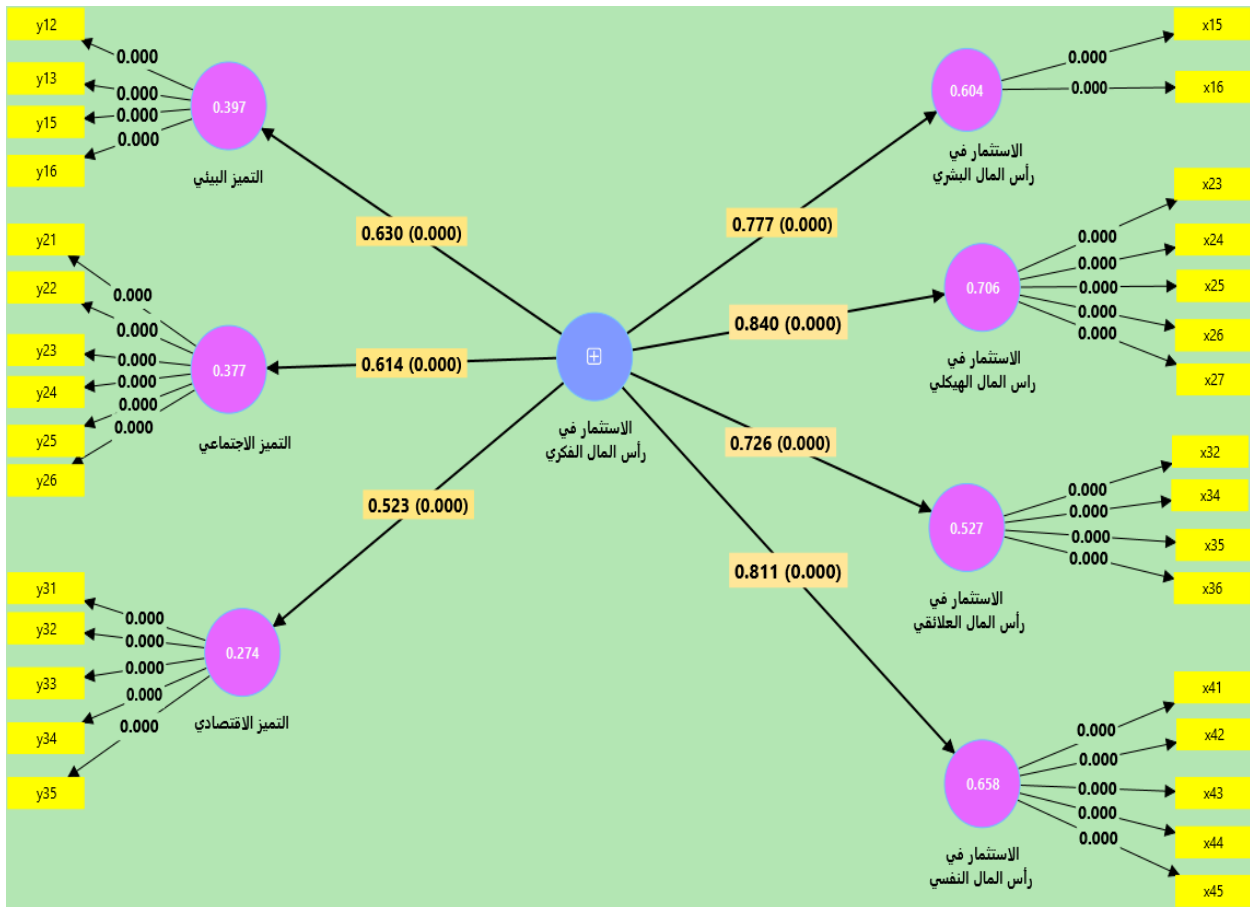 y12
0.000
y13
0.000
y15
0.000
y16
0.000
0.397
التميز البيئي
0.630 (0.000)
y21
0.000
y22
0.000
y23
0.000
y24
0.000
y25
0.000
y26
0.000
0.377
التميز الاجتماعي
0.614 (0.000)
y31
0.000
y32
0.000
y33
0.000
y34
0.000
y35
0.000
0.274
التميز الاقتصادي
0.523 (0.000)
الاستثمار في
رأس المال الفكري
0.777 (0.000)
0.604
الاستثمار في
رأس المال البشري
0.000
x15
0.000
x16
0.840 (0.000)
0.706
الاستثمار في
راس المال الهيكلي
0.000
x23
0.000
x24
0.000
x25
0.000
x26
0.000
x27
0.726 (0.000)
0.527
الاستثمار في
رأس المال العلائقي
0.000
x32
0.000
x34
0.000
x35
0.000
x36
0.811 (0.000)
0.658
الاستثمار في
رأس المال النفسي
0.000
x41
0.000
x42
0.000
x43
0.000
x44
0.000
x45